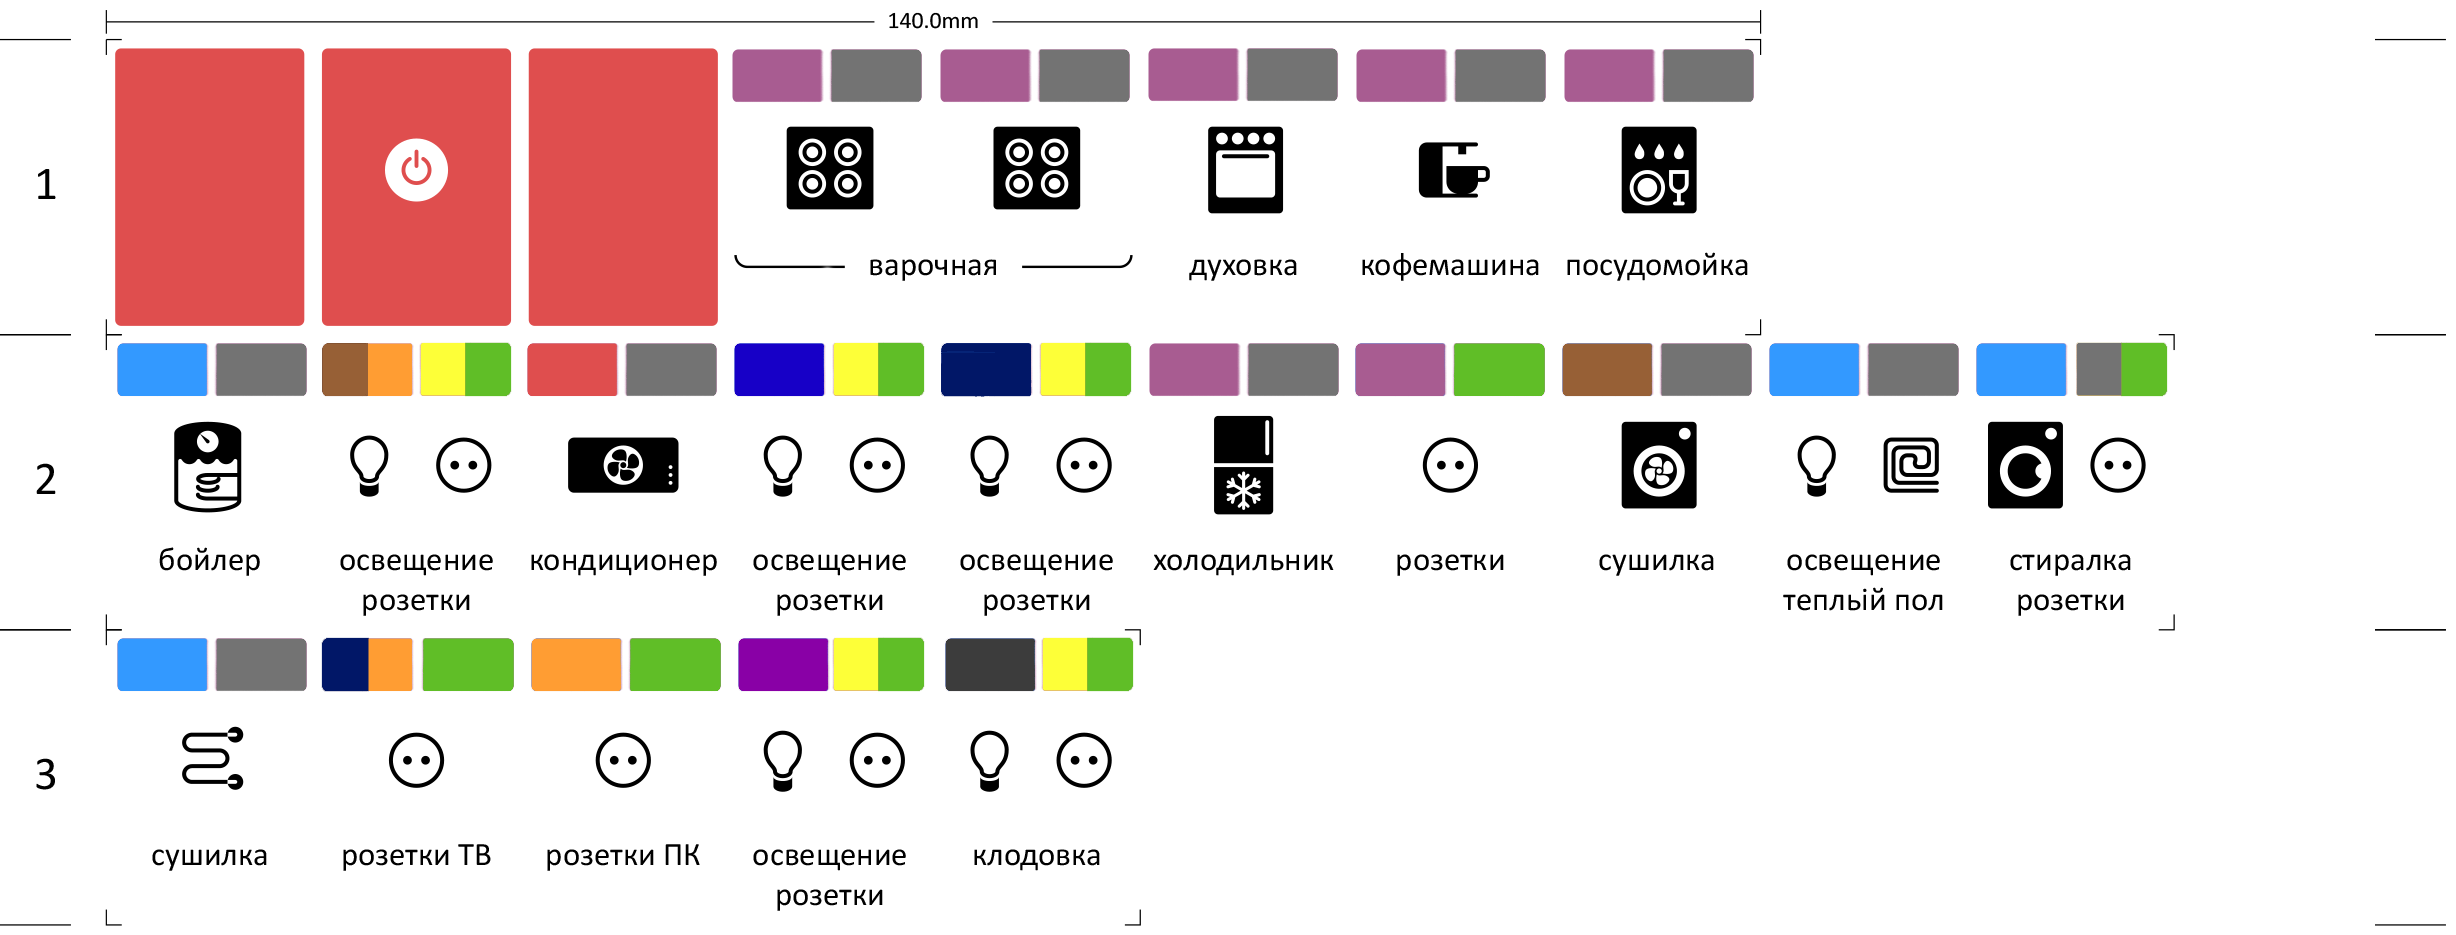 140.0mm
1
варочная духовка кофемашина посудомойка
2
бойлер освещение розетки кондиционер освещение розетки освещение розетки холодильник розетки сушилка освещение теплый пол стиралка розетки
3
сушилка розетки ТВ розетки ПК освещение розетки клодовка